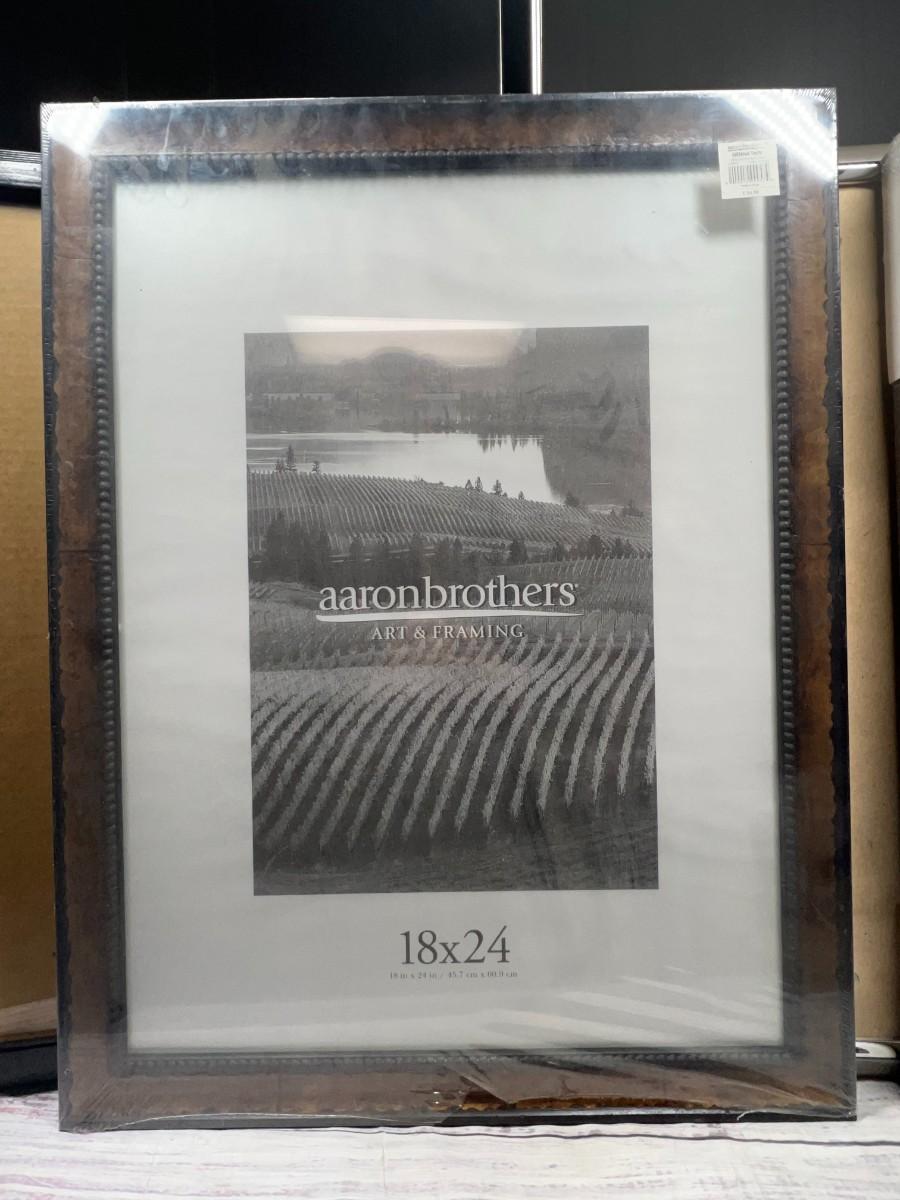 aaronbrothers
ART & FRAMING
18x24
18 in x 24 in / 45.7 cm x 60.9 cm